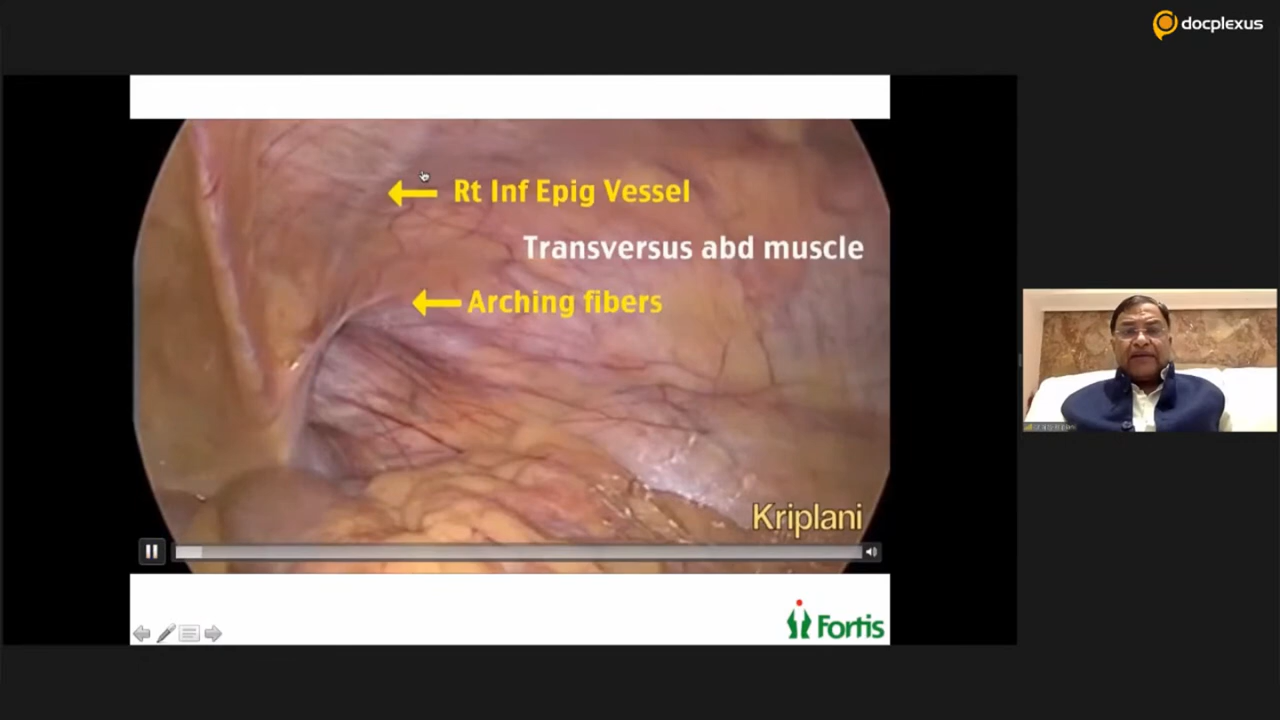 docplexus
Rt Inf Epig Vessel
Transversus abd muscle
Arching fibers
Kriplani
Fortis